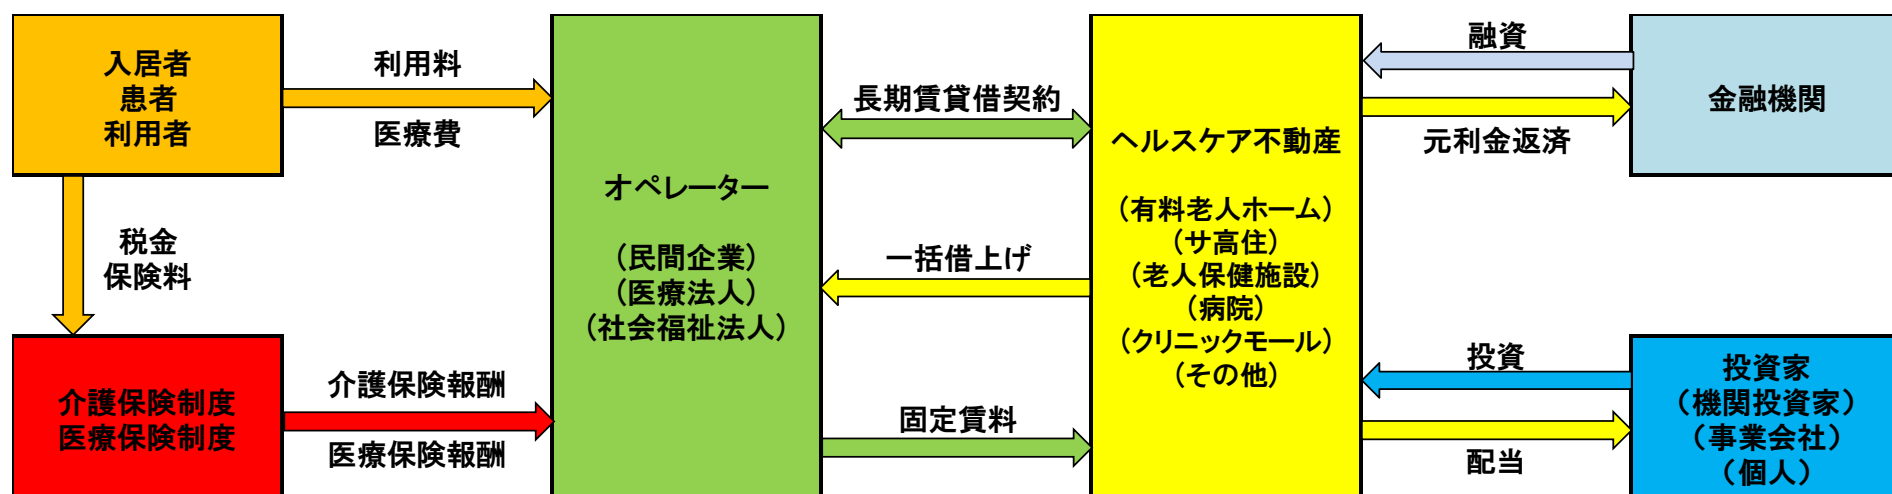 入居者
患者
利用者
利用料
医療費
税金
保険料
介護保険制度
医療保険制度
介護保険報酬
医療保険報酬
オペレーター
（民間企業）
（医療法人）
（社会福祉法人）
長期賃貸借契約
一括借上げ
固定賃料
ヘルスケア不動産
（有料老人ホーム）
（サ高住）
（老人保健施設）
（病院）
（クリニックモール）
（その他）
融資
元利金返済
金融機関
投資
配当
投資家
（機関投資家）
（事業会社）
（個人）